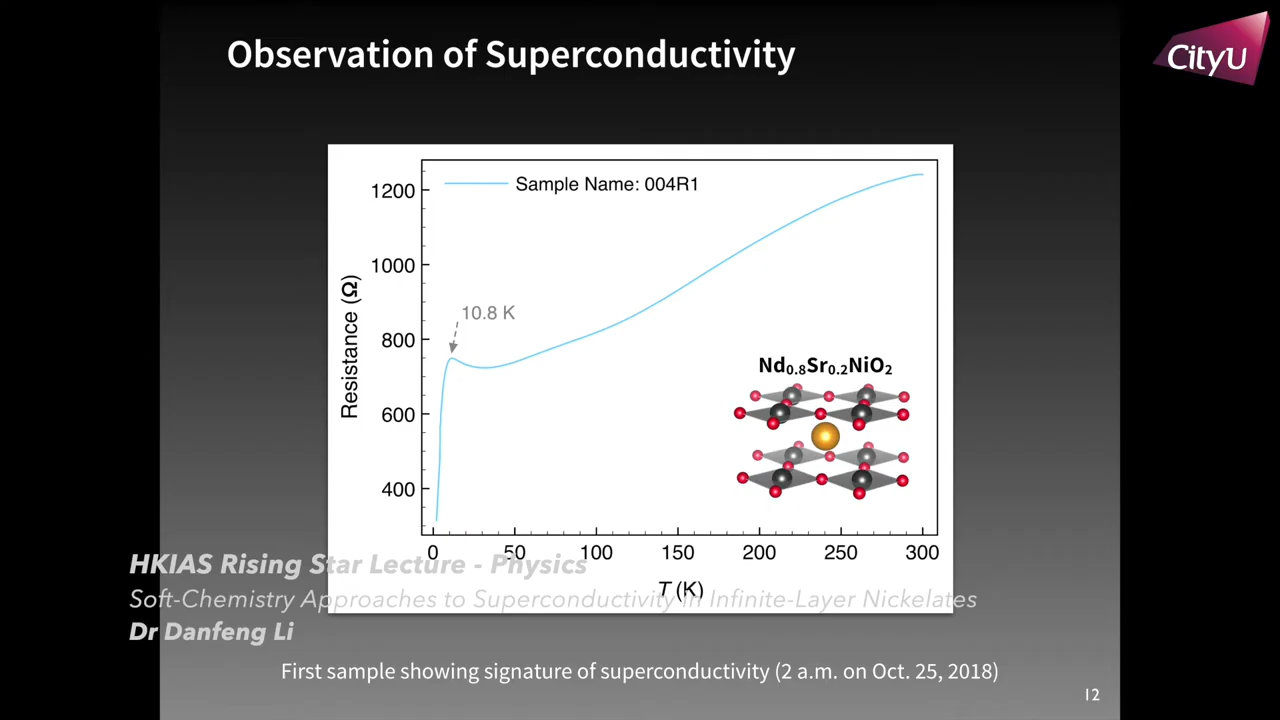 Observation of Superconductivity
CityU
Sample Name: 004R1
1200
1000
800
600
400
Resistance (Ω)
10.8 K
Nd₀.₈Sr₀.₂NiO₂
0 50 100 150 200 250 300
T (K)
HKIAS Rising Star Lecture - Physics
Soft-Chemistry Approaches to Superconductivity in Infinite-Layer Nickelates
Dr Danfeng Li
First sample showing signature of superconductivity (2 a.m. on Oct. 25, 2018)
12